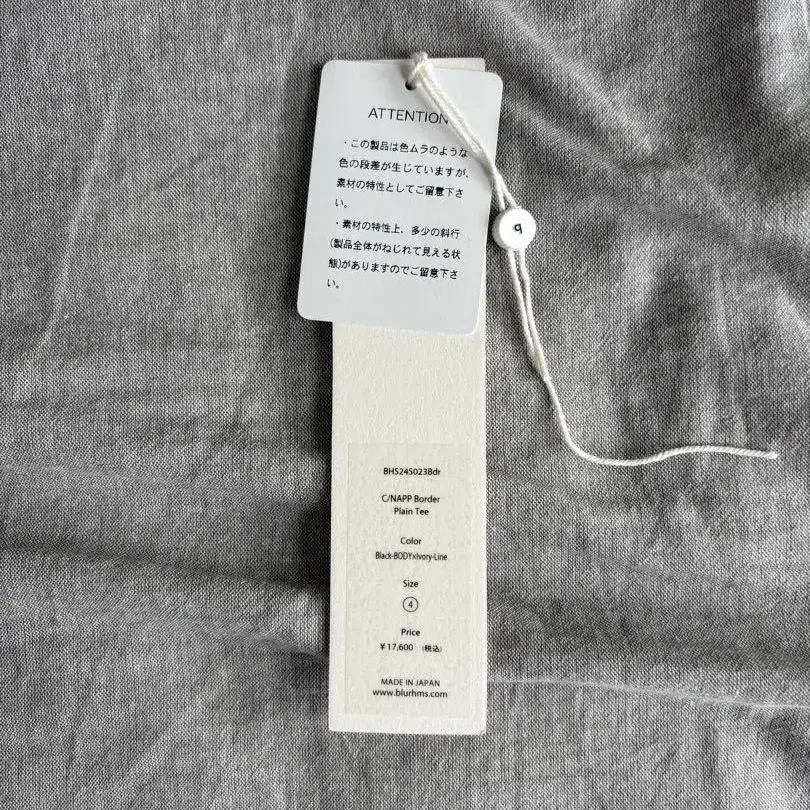 ATTENTION
・この製品は色ムラのような
色の段差が生じていますが、
素材の特性としてご留意下さ
い。
・素材の特性上、多少の斜行
(製品全体がねじれて見える状
態)がありますのでご留意下さ
い。
BHS24S023Bdr
C/NAPP Border
Plain Tee
Color
Black-BODY×Ivory-Line
Size
④
Price
￥17,600 (税込)
MADE IN JAPAN
www.blurhms.com